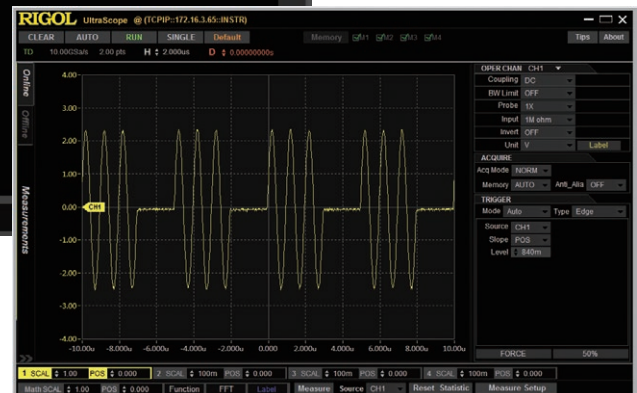 RIGOL UltraScope @ (TCPIP::172.16.3.65::INSTR)
CLEAR AUTO RUN SINGLE Default Memory M1 M2 M3 M4 Tips About
TD 10.00GSa/s 2.00 pts H 2.000us D 0.00000000s
Online
Offline
Measurements
4.00
3.00
2.00
1.00
0.00
-1.00
-2.00
-3.00
-4.00
CH1
-10.00u -8.000u -6.000u -4.000u -2.000u 0.000 2.000u 4.000u 6.000u 8.000u 10.00u
OPER CHAN CH1
Coupling DC
BW Limit OFF
Probe 1X
Input 1M ohm
Invert OFF
Unit V Label
ACQUIRE
Acq Mode NORM
Memory AUTO Anti_Alia OFF
TRIGGER
Mode Auto Type Edge
Source CH1
Slope POS
Level 840m
FORCE 50%
1 SCAL 1.00 POS 0.000 2 SCAL 100m POS 0.000 3 SCAL 100m POS 0.000 4 SCAL 100m POS 0.000
Math SCAL 1.00 POS 0.000 Function FFT Label Measure Source CH1 Reset Statistic Measure Setup